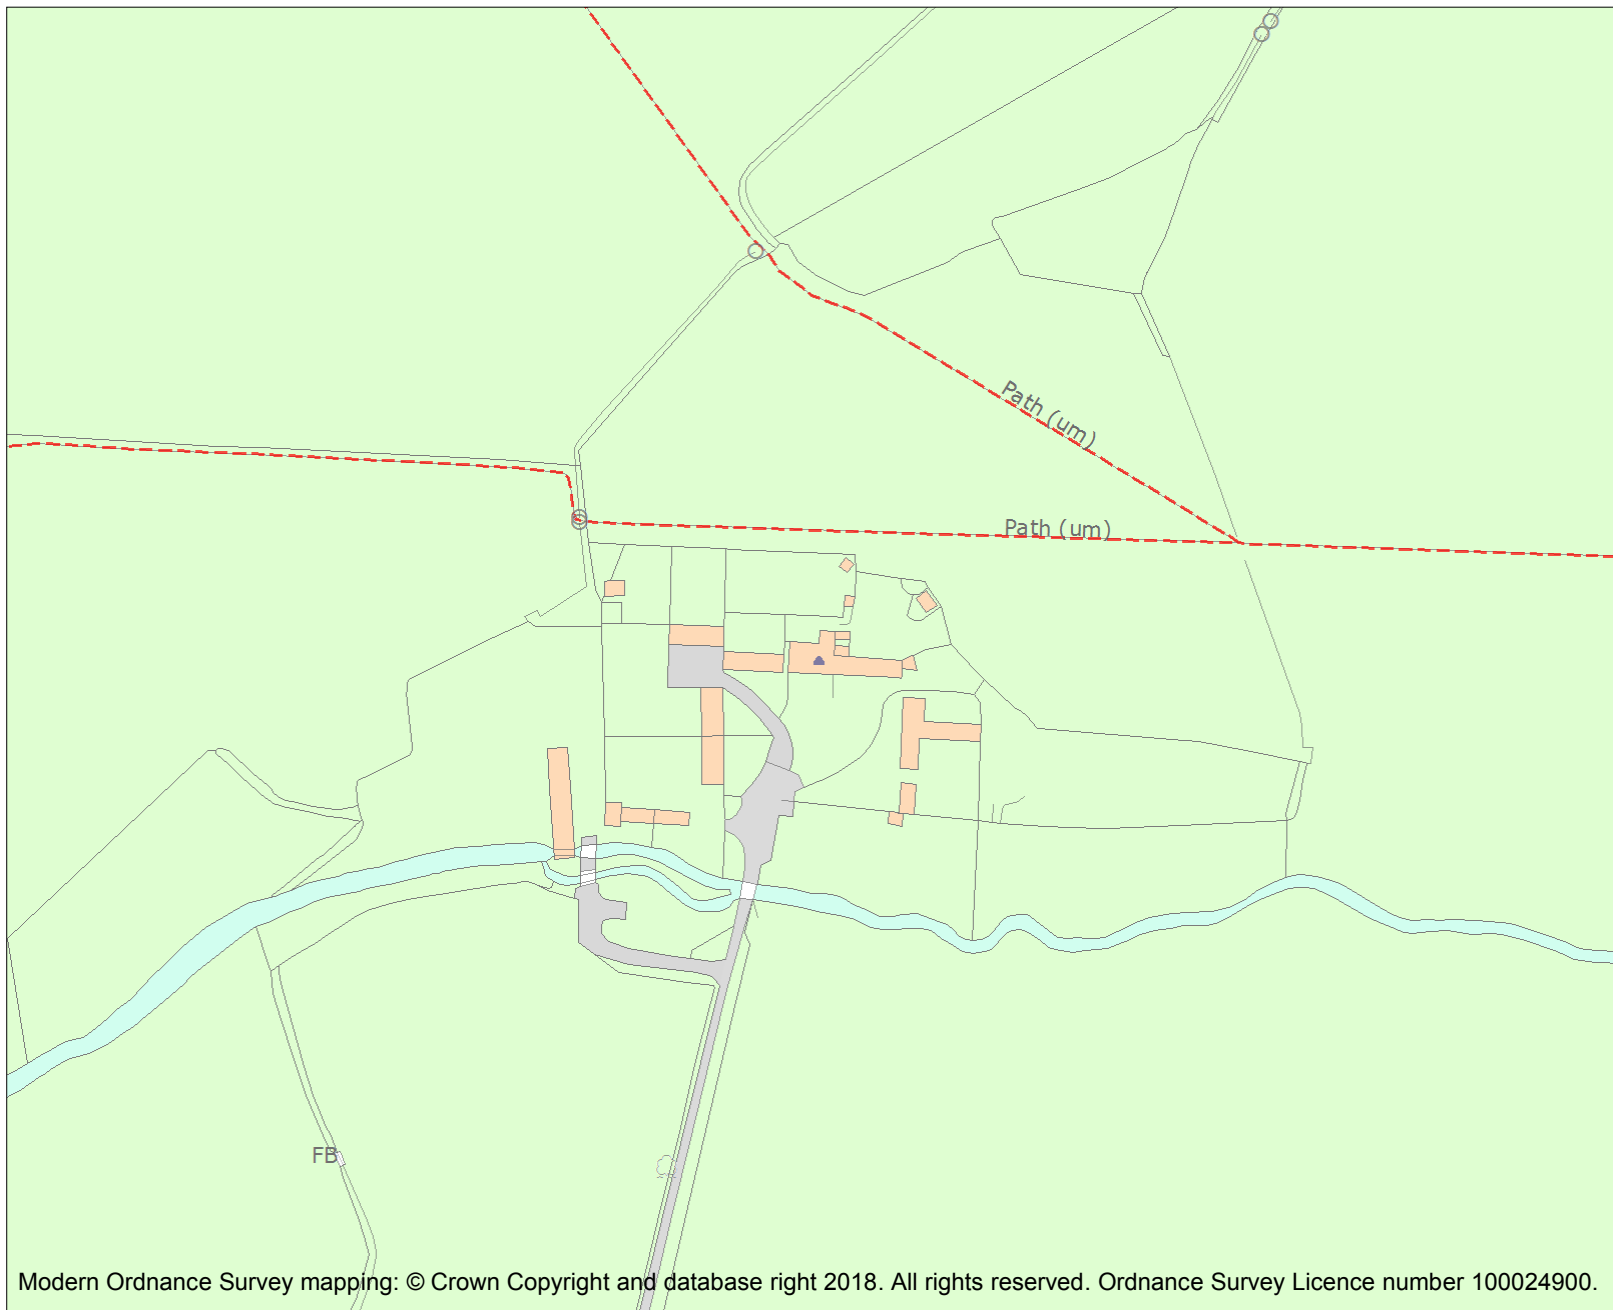 Path (um)
Path (um)
FB
Modern Ordnance Survey mapping: © Crown Copyright and database right 2018. All rights reserved. Ordnance Survey Licence number 100024900.